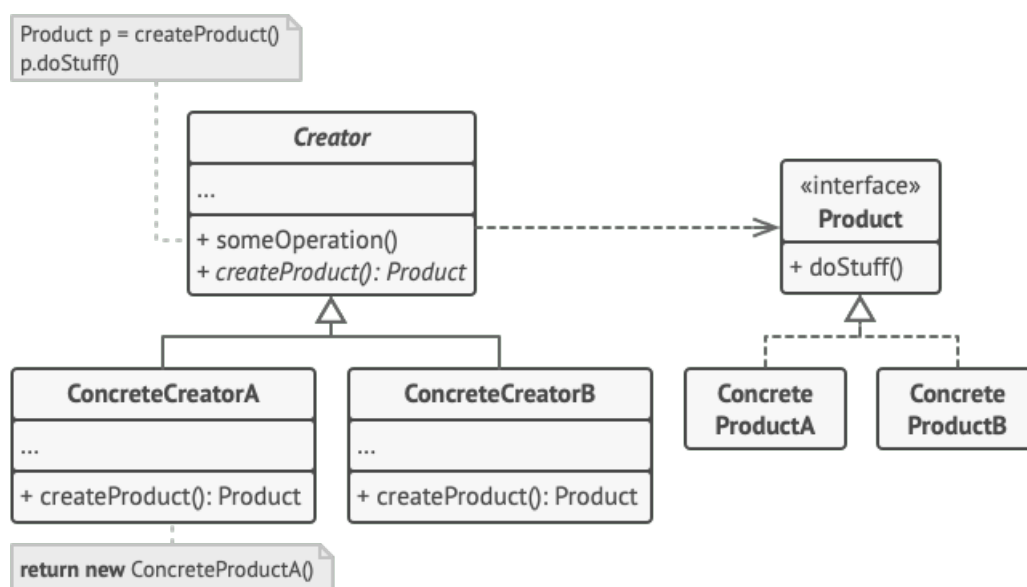 Product p = createProduct()
p.doStuff()
Creator
...
+ someOperation()
+ createProduct(): Product
«interface»
Product
+ doStuff()
ConcreteCreatorA
...
+ createProduct(): Product
ConcreteCreatorB
...
+ createProduct(): Product
Concrete
ProductA
Concrete
ProductB
return new ConcreteProductA()